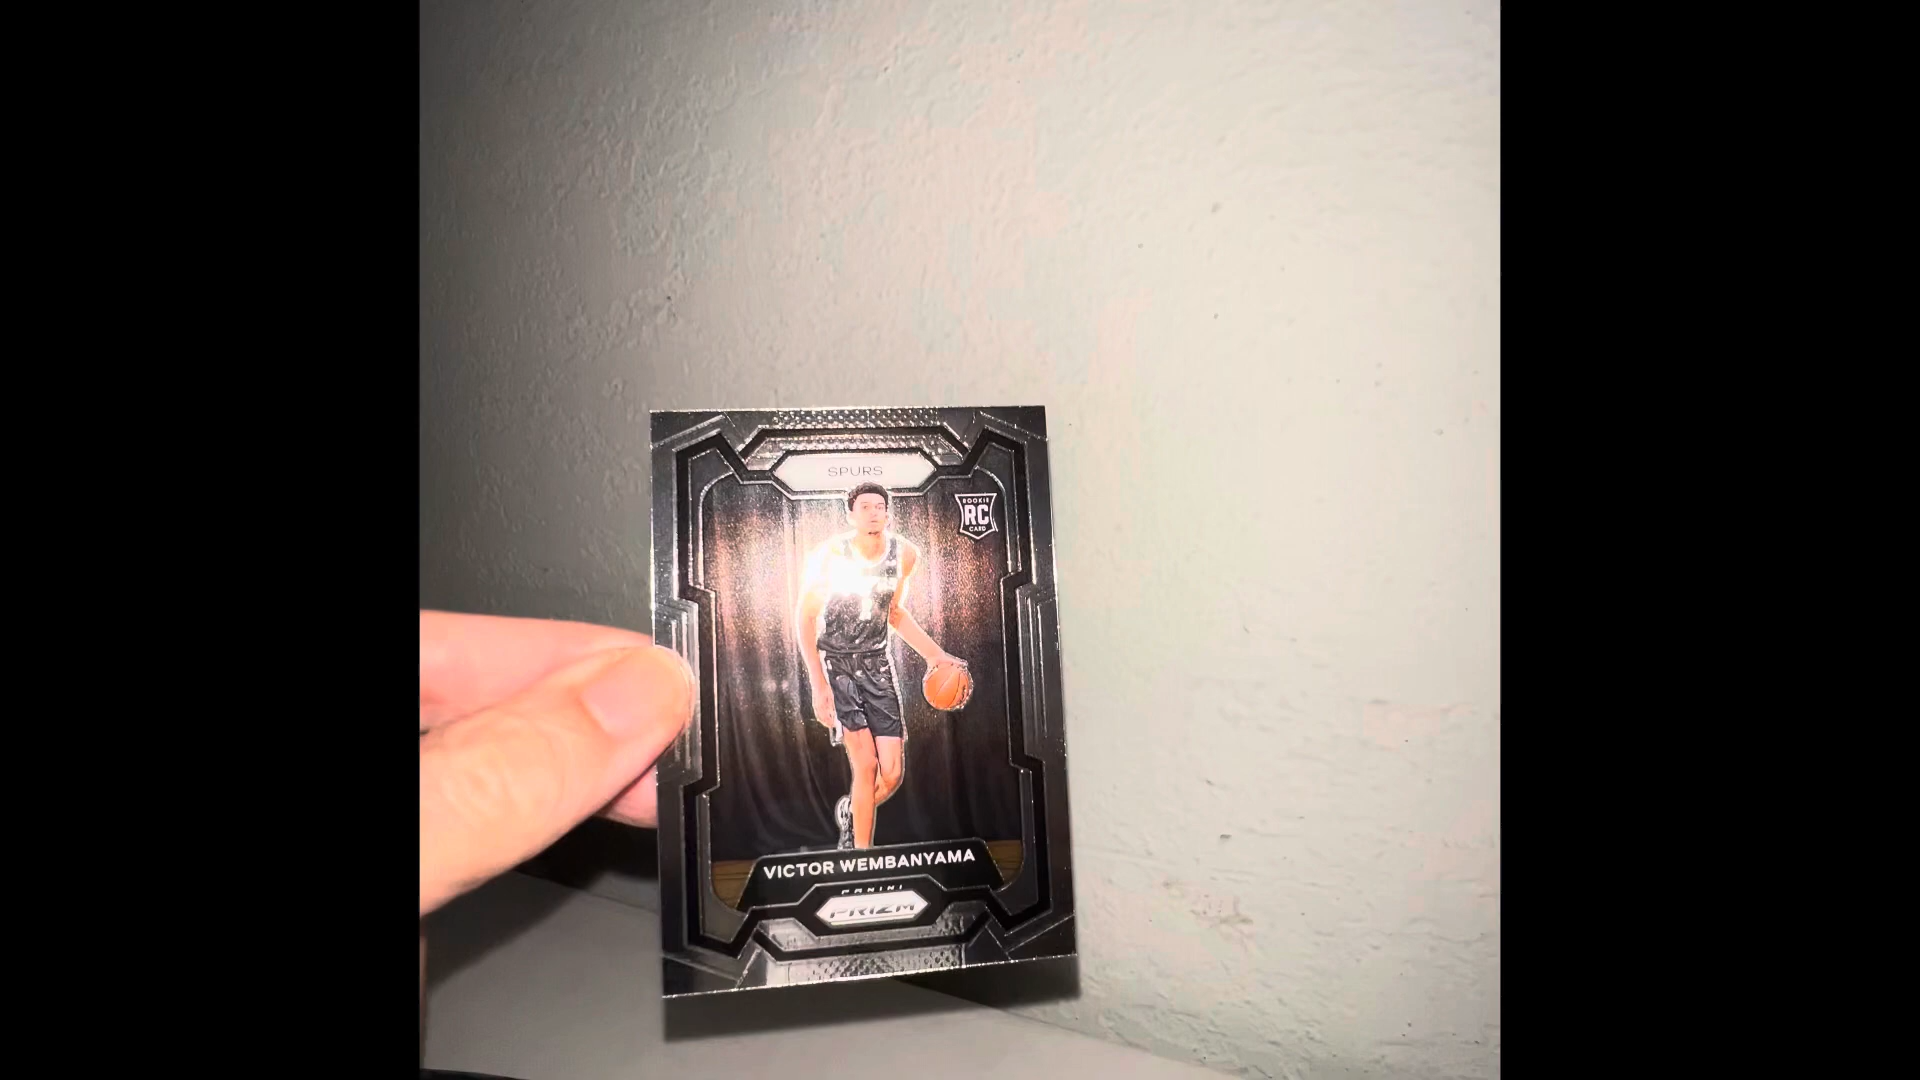 SPURS
ROOKIE
RC
CARD
VICTOR WEMBANYAMA
PANINI
PRIZM